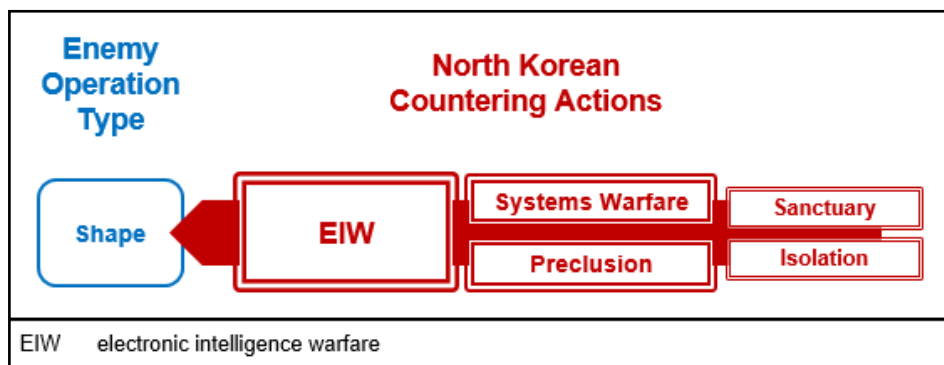 Enemy
Operation
Type
North Korean
Countering Actions
Shape
EIW
Systems Warfare
Preclusion
Sanctuary
Isolation
EIW electronic intelligence warfare